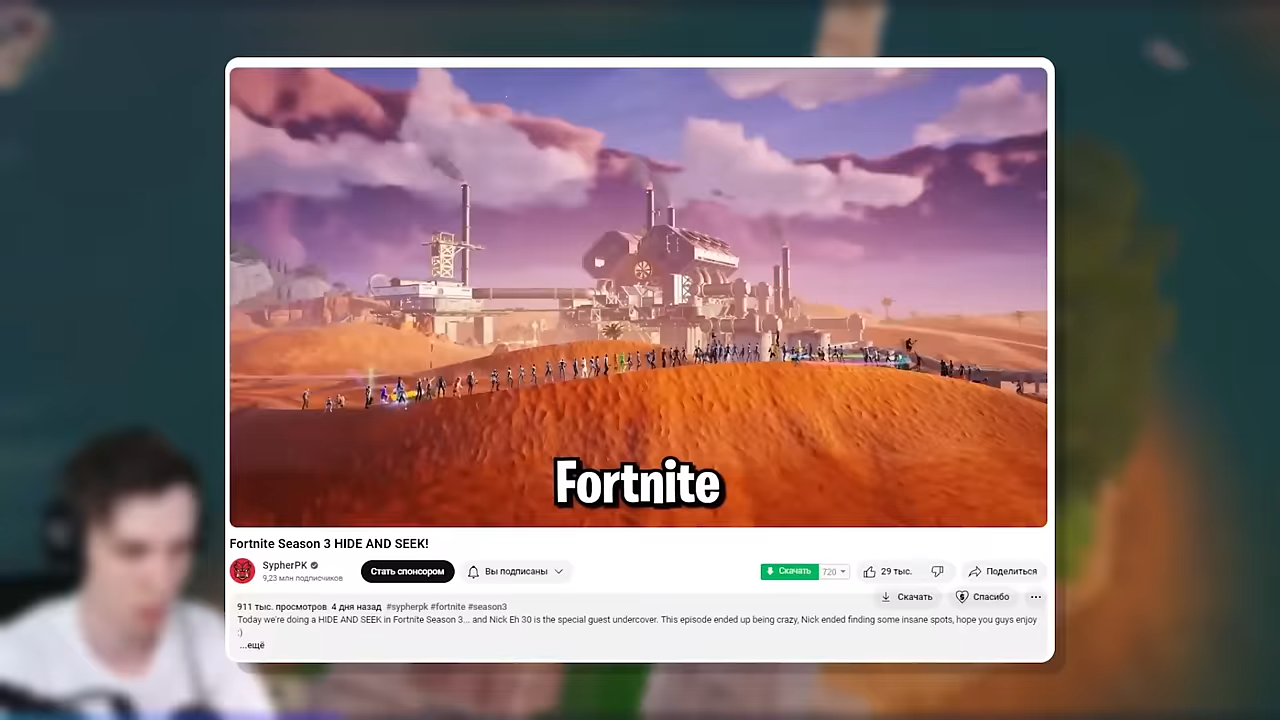 Fortnite
Fortnite Season 3 HIDE AND SEEK!
SypherPK
9,23 млн подписчиков
Стать спонсором
Вы подписаны
Скачать
720
29 тыс.
Поделиться
Скачать
Спасибо
911 тыс. просмотров 4 дня назад #sypherpk #fortnite #season3
Today we're doing a HIDE AND SEEK in Fortnite Season 3... and Nick Eh 30 is the special guest undercover. This episode ended up being crazy, Nick ended finding some insane spots, hope you guys enjoy
:)
...ещё